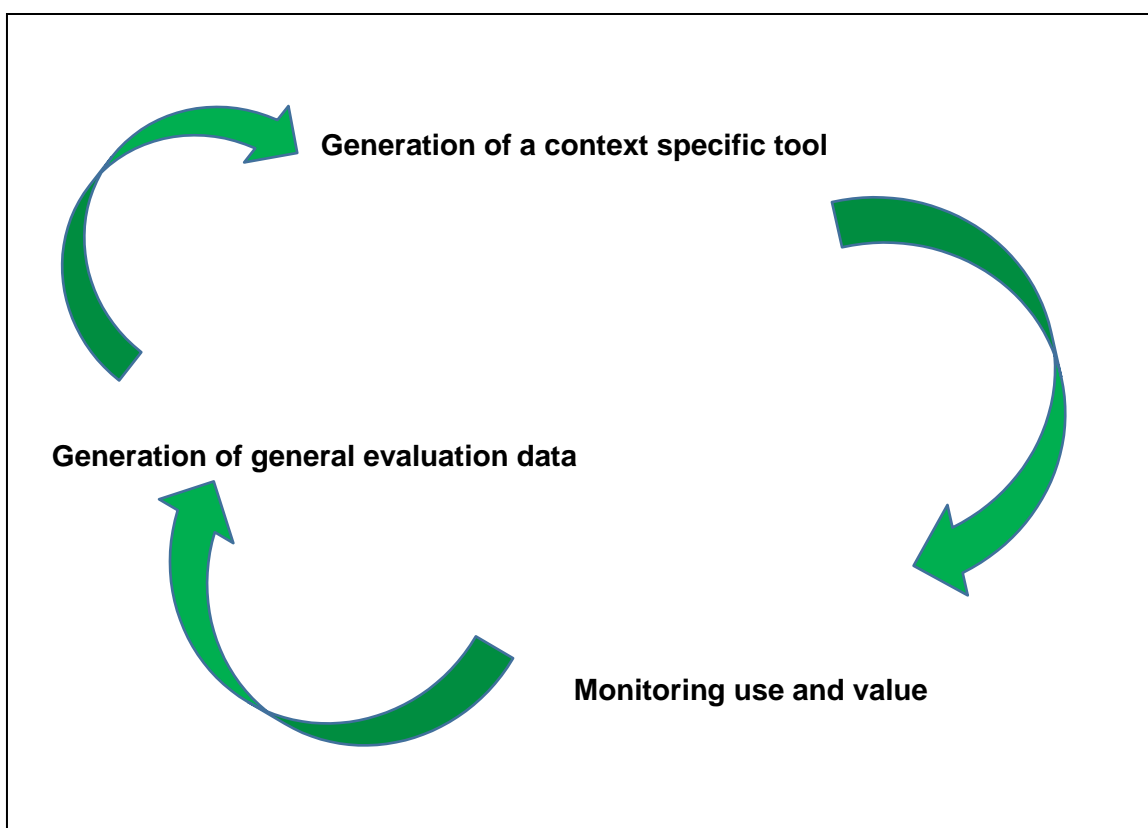 Generation of a context specific tool
Generation of general evaluation data
Monitoring use and value